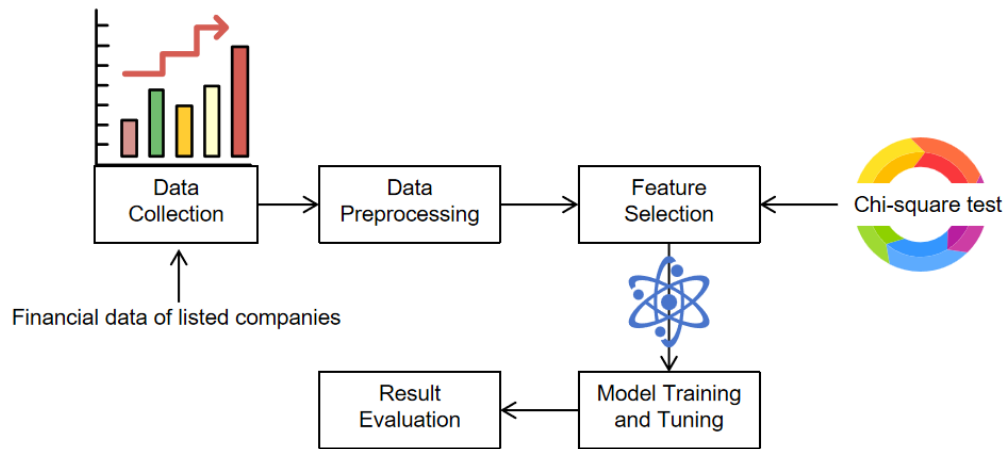 Data
Collection
Data
Preprocessing
Feature
Selection
Chi-square test
Financial data of listed companies
Result
Evaluation
Model Training
and Tuning